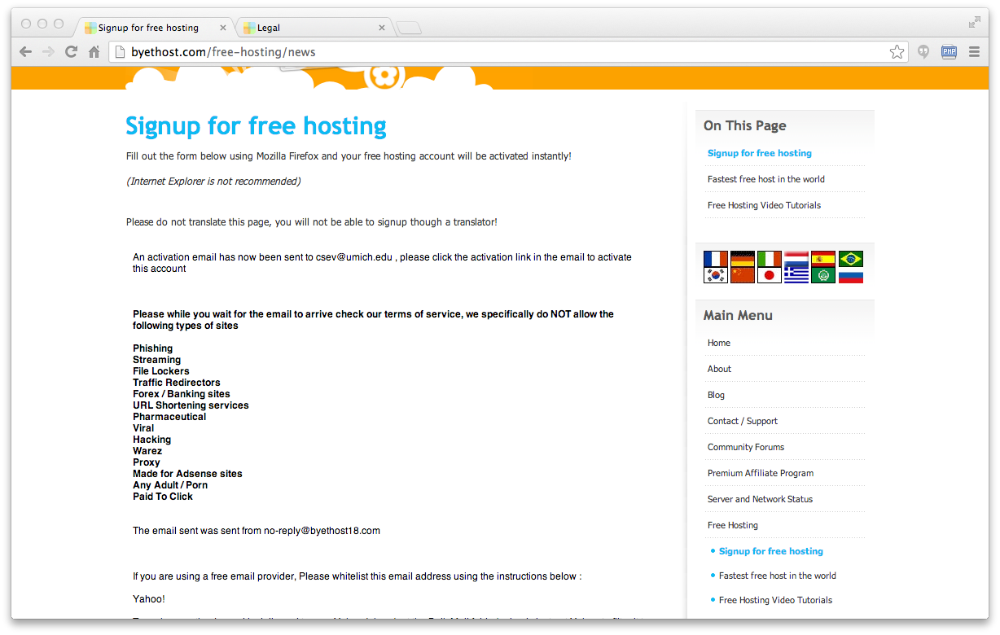 Signup for free hosting
Legal
byethost.com/free-hosting/news
PHP
Signup for free hosting
Fill out the form below using Mozilla Firefox and your free hosting account will be activated instantly!
(Internet Explorer is not recommended)
Please do not translate this page, you will not be able to signup though a translator!
An activation email has now been sent to csev@umich.edu , please click the activation link in the email to activate
this account
Please while you wait for the email to arrive check our terms of service, we specifically do NOT allow the
following types of sites
Phishing
Streaming
File Lockers
Traffic Redirectors
Forex / Banking sites
URL Shortening services
Pharmaceutical
Viral
Hacking
Warez
Proxy
Made for Adsense sites
Any Adult / Porn
Paid To Click
The email sent was sent from no-reply@byethost18.com
If you are using a free email provider, Please whitelist this email address using the instructions below :
Yahoo!
On This Page
Signup for free hosting
Fastest free host in the world
Free Hosting Video Tutorials
Main Menu
Home
About
Blog
Contact / Support
Community Forums
Premium Affiliate Program
Server and Network Status
Free Hosting
Signup for free hosting
Fastest free host in the world
Free Hosting Video Tutorials